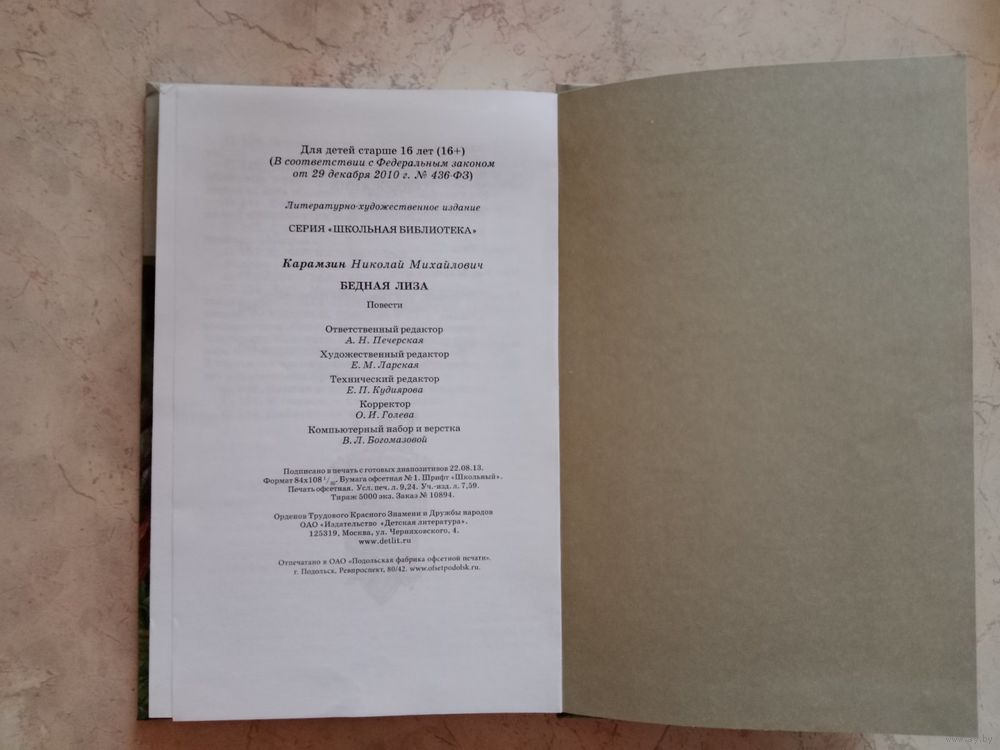 Для детей старше 16 лет (16+)
(В соответствии с Федеральным законом
от 29 декабря 2010 г. № 436-ФЗ)
Литературно-художественное издание
СЕРИЯ «ШКОЛЬНАЯ БИБЛИОТЕКА»
Карамзин Николай Михайлович
БЕДНАЯ ЛИЗА
Повести
Ответственный редактор
А. Н. Печерская
Художественный редактор
Е. М. Ларская
Технический редактор
Е. П. Кудиярова
Корректор
О. И. Голева
Компьютерный набор и верстка
В. Л. Богомазовой
Подписано в печать с готовых диапозитивов 22.08.13.
Формат 84х108 1/32. Бумага офсетная № 1. Шрифт «Школьный».
Печать офсетная. Усл. печ. л. 9,24. Уч.-изд. л. 7,59.
Тираж 5000 экз. Заказ № 10894.
Орденов Трудового Красного Знамени и Дружбы народов
ОАО «Издательство «Детская литература».
125319, Москва, ул. Черняховского, 4.
www.detlit.ru
Отпечатано в ОАО «Подольская фабрика офсетной печати».
г. Подольск, Ревпроспект, 80/42. www.ofsetpodolsk.ru.